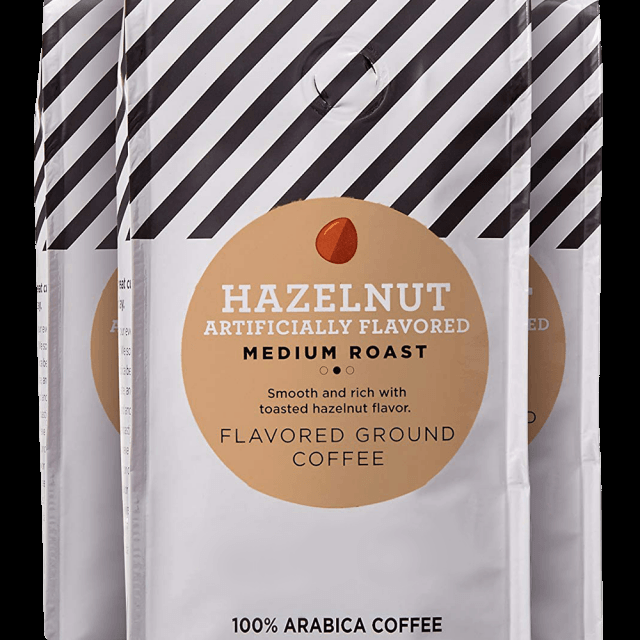 HAZELNUT
ARTIFICIALLY FLAVORED
MEDIUM ROAST
Smooth and rich with
toasted hazelnut flavor.
FLAVORED GROUND
COFFEE
100% ARABICA COFFEE